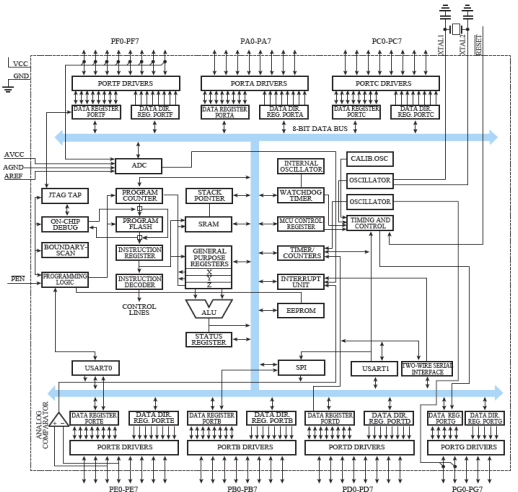 PF0-PF7
PA0-PA7
PC0-PC7
XTAL1
XTAL2
RESET
VCC
GND
PORTF DRIVERS
PORTA DRIVERS
PORTC DRIVERS
DATA REGISTER
PORTF
DATA DIR.
REG. PORTF
DATA REGISTER
PORTA
DATA DIR.
REG. PORTA
DATA REGISTER
PORTC
DATA DIR.
REG. PORTC
8-BIT DATA BUS
AVCC
AGND
AREF
ADC
INTERNAL
OSCILLATOR
CALIB.OSC
OSCILLATOR
JTAG TAP
PROGRAM
COUNTER
STACK
POINTER
WATCHDOG
TIMER
OSCILLATOR
ON-CHIP
DEBUG
PROGRAM
FLASH
SRAM
MCU CONTROL
REGISTER
TIMING AND
CONTROL
BOUNDARY-
SCAN
INSTRUCTION
REGISTER
GENERAL
PURPOSE
REGISTERS
X
Y
Z
TIMER/
COUNTERS
PEN
PROGRAMMING
LOGIC
INSTRUCTION
DECODER
INTERRUPT
UNIT
CONTROL
LINES
ALU
EEPROM
STATUS
REGISTER
USART0
SPI
USART1
TWO-WIRE SERIAL
INTERFACE
ANALOG
COMPARATOR
DATA REGISTER
PORTE
DATA DIR.
REG. PORTE
DATA REGISTER
PORTB
DATA DIR.
REG. PORTB
DATA REGISTER
PORTD
DATA DIR.
REG. PORTD
DATA REG.
PORTG
DATA DIR.
REG. PORTG
PORTE DRIVERS
PORTB DRIVERS
PORTD DRIVERS
PORTG DRIVERS
PE0-PE7
PB0-PB7
PD0-PD7
PG0-PG7